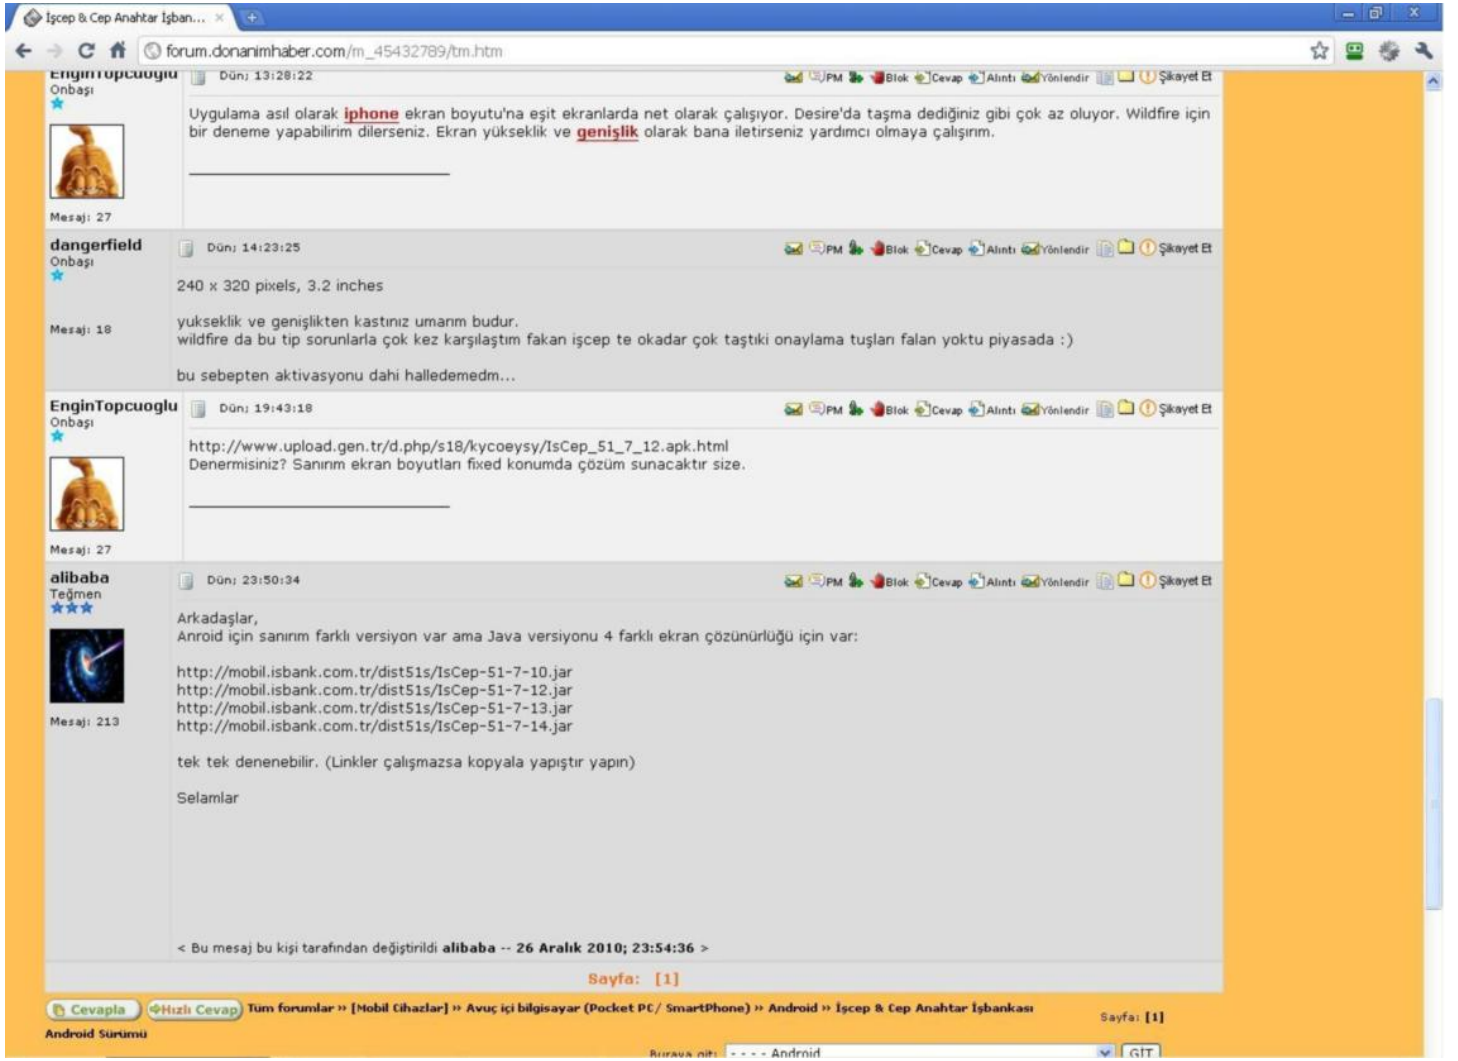 İşcep & Cep Anahtar İşban...
forum.donanimhaber.com/m_45432789/tm.htm
EnginTopcuoglu
Dün; 13:28:22
PM Blok Cevap Alıntı Yönlendir Şikayet Et
Onbaşı
Uygulama asıl olarak iphone ekran boyutu'na eşit ekranlarda net olarak çalışıyor. Desire'da taşma dediğiniz gibi çok az oluyor. Wildfire için
bir deneme yapabilirim dilerseniz. Ekran yükseklik ve genişlik olarak bana iletirseniz yardımcı olmaya çalışırım.
Mesaj: 27
dangerfield
Dün; 14:23:25
PM Blok Cevap Alıntı Yönlendir Şikayet Et
Onbaşı
240 x 320 pixels, 3.2 inches
yukseklik ve genişlikten kastınız umarım budur.
Mesaj: 18
wildfire da bu tip sorunlarla çok kez karşılaştım fakan işcep te okadar çok taştıki onaylama tuşları falan yoktu piyasada :)
bu sebepten aktivasyonu dahi halledemedm...
EnginTopcuoglu
Dün; 19:43:18
PM Blok Cevap Alıntı Yönlendir Şikayet Et
Onbaşı
http://www.upload.gen.tr/d.php/s18/kycoeysy/IsCep_51_7_12.apk.html
Denermisiniz? Sanırım ekran boyutları fixed konumda çözüm sunacaktır size.
Mesaj: 27
alibaba
Dün; 23:50:34
PM Blok Cevap Alıntı Yönlendir Şikayet Et
Teğmen
Arkadaşlar,
Anroid için sanırım farklı versiyon var ama Java versiyonu 4 farklı ekran çözünürlüğü için var:
http://mobil.isbank.com.tr/dist51s/IsCep-51-7-10.jar
http://mobil.isbank.com.tr/dist51s/IsCep-51-7-12.jar
http://mobil.isbank.com.tr/dist51s/IsCep-51-7-13.jar
http://mobil.isbank.com.tr/dist51s/IsCep-51-7-14.jar
Mesaj: 213
tek tek denenebilir. (Linkler çalışmazsa kopyala yapıştır yapın)
Selamlar
< Bu mesaj bu kişi tarafından değiştirildi alibaba -- 26 Aralık 2010; 23:54:36 >
Sayfa: [1]
Cevapla Hızlı Cevap Tüm forumlar >> [Mobil Cihazlar] >> Avuç içi bilgisayar (Pocket PC/ SmartPhone) >> Android >> İşcep & Cep Anahtar İşbankası
Android Sürümü
Sayfa: [1]
Buraya git: - - - - Android GİT